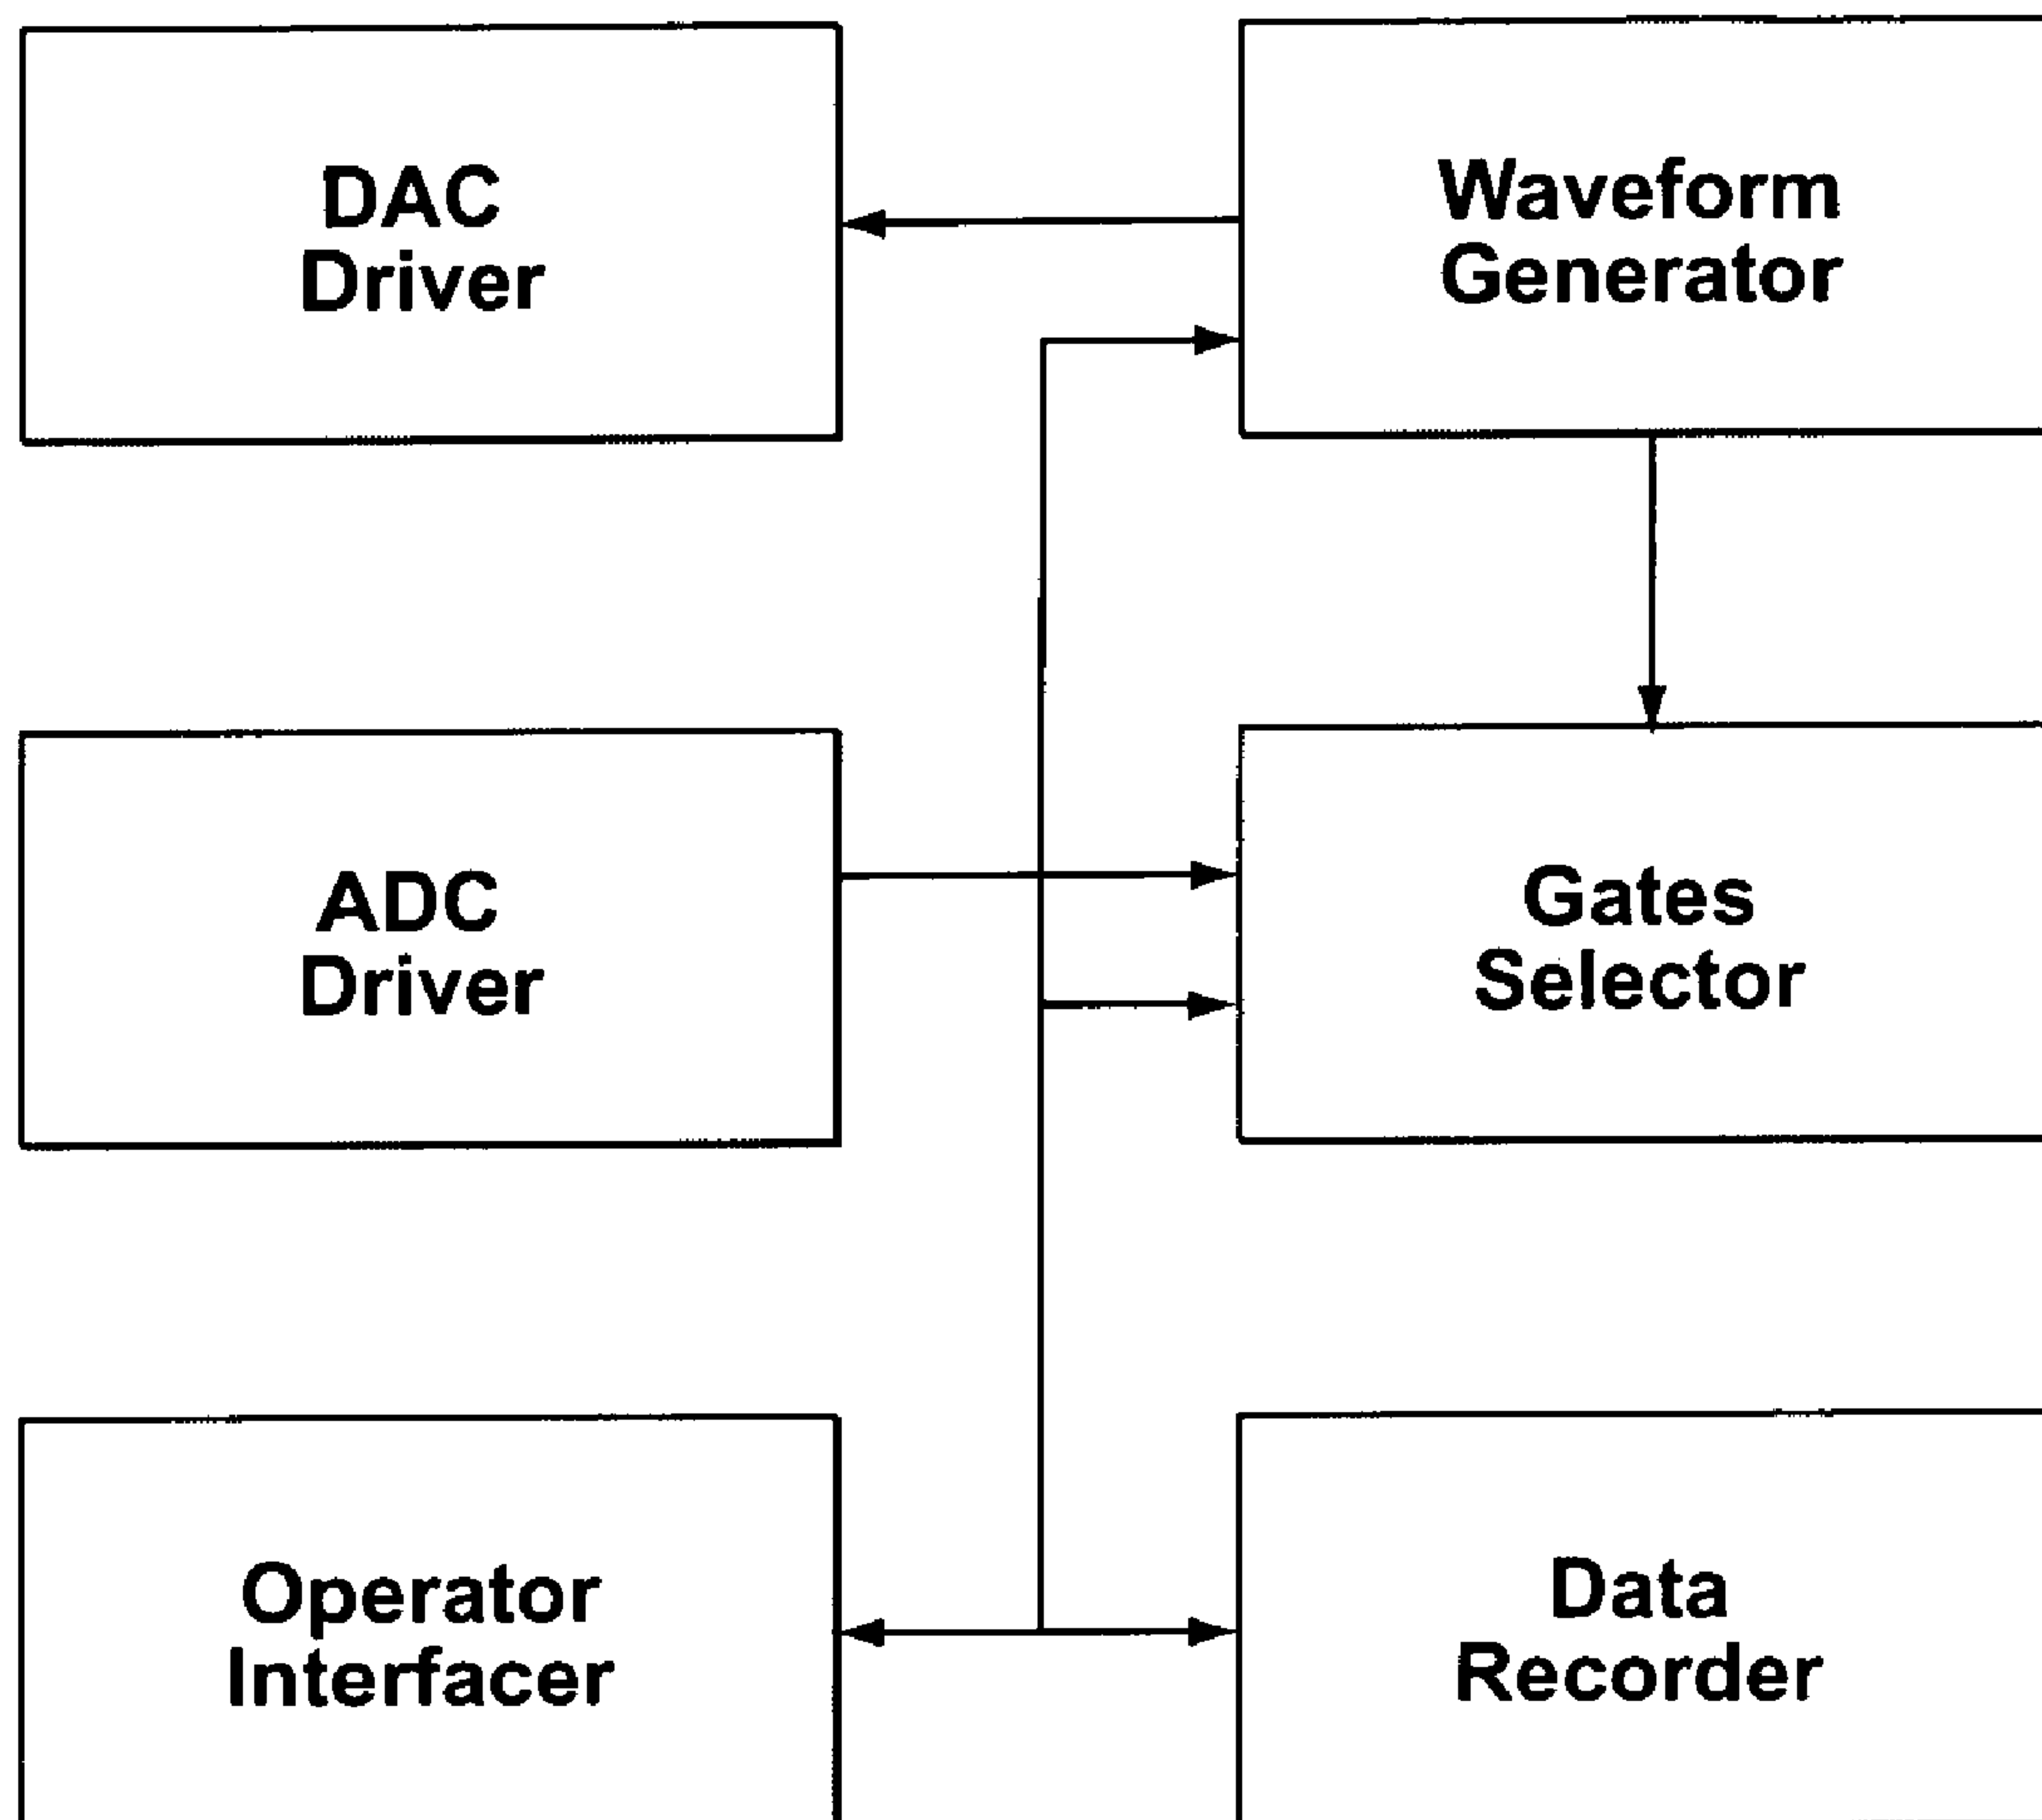 DAC
Driver
Waveform
Generator
ADC
Driver
Gates
Selector
Operator
Interfacer
Data
Recorder